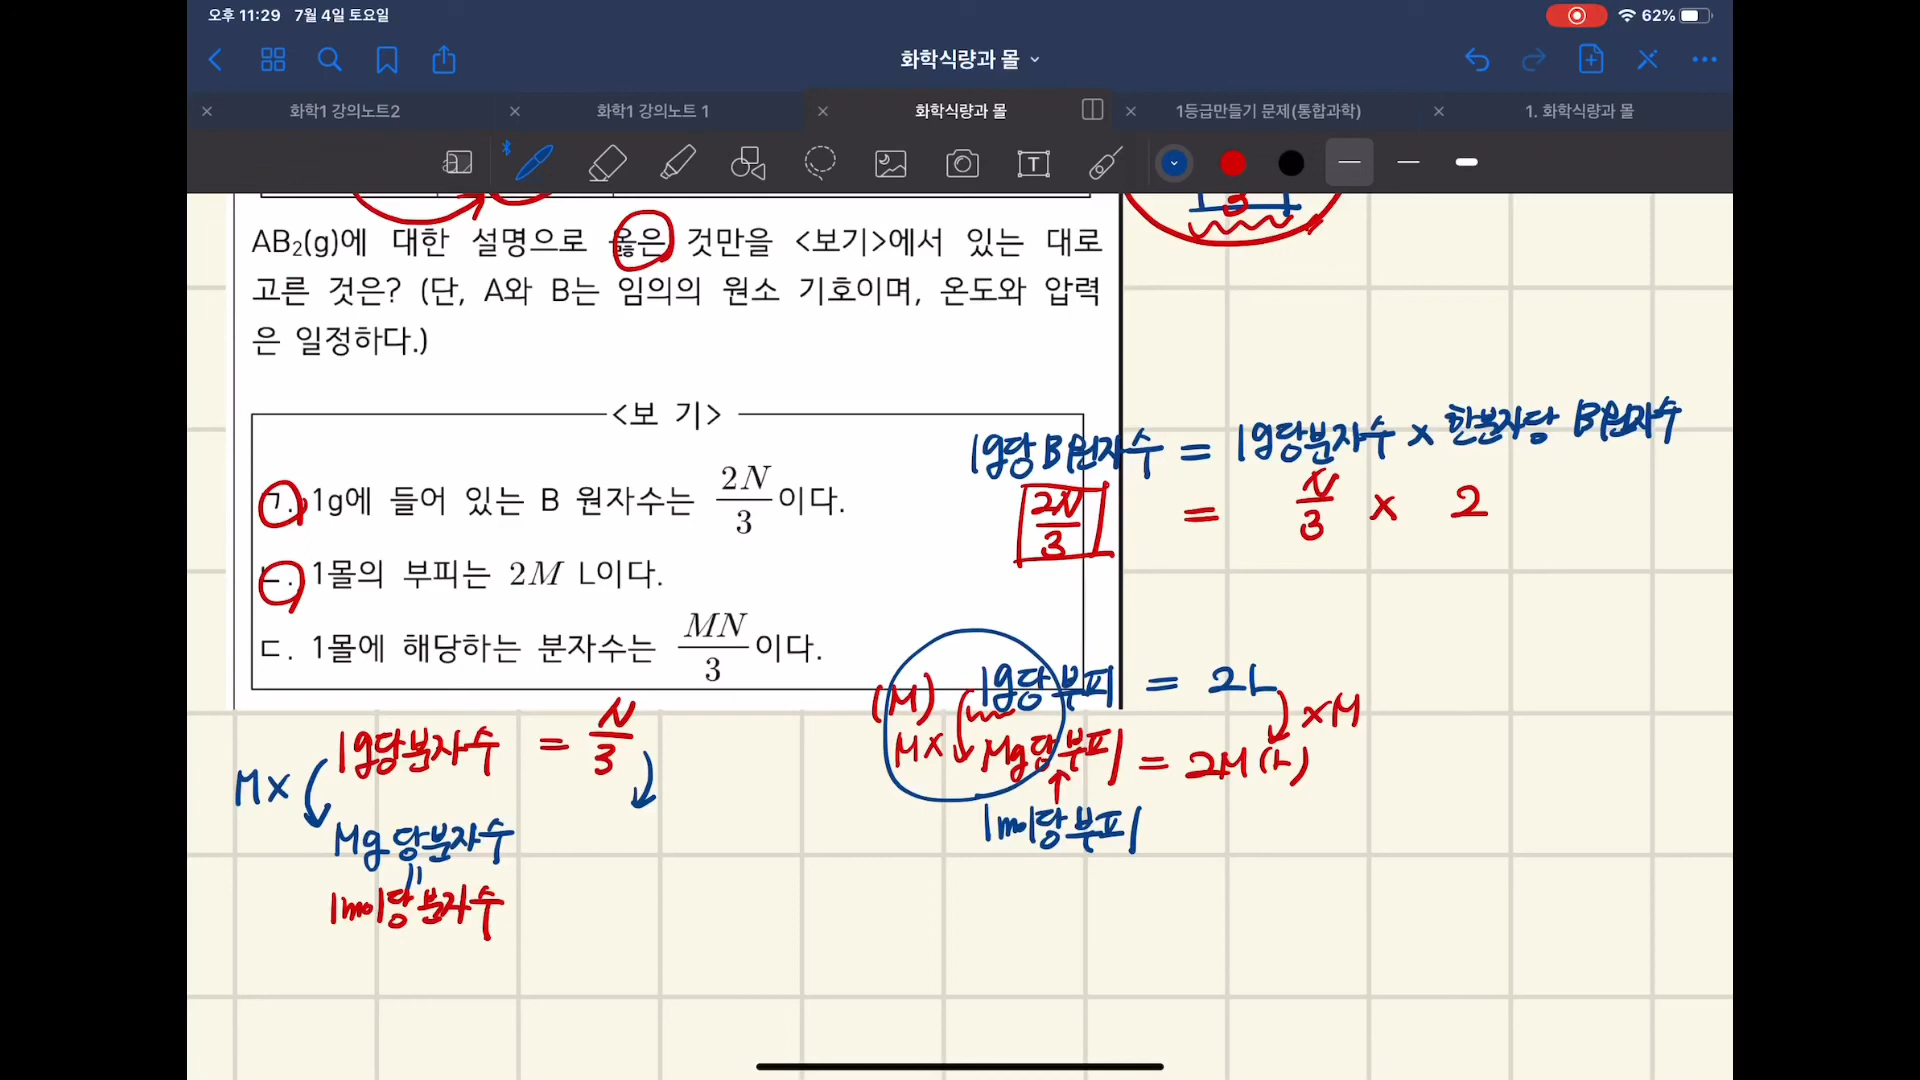 오후 11:29 7월 4일 토요일
62%
화학식량과 몰
화학1 강의노트2
화학1 강의노트 1
화학식량과 몰
1등급만들기 문제(통합과학)
1. 화학식량과 몰
AB₂(g)에 대한 설명으로 옳은 것만을 <보기>에서 있는 대로
고른 것은? (단, A와 B는 임의의 원소 기호이며, 온도와 압력
은 일정하다.)
<보 기>
ㄱ. 1g에 들어 있는 B 원자수는 2N/3이다.
ㄴ. 1몰의 부피는 2M L이다.
ㄷ. 1몰에 해당하는 분자수는 MN/3이다.
1g당 B원자수 = 1g당분자수 × 한분자당 B원자수
2N/3 = N/3 × 2
1g당부피 = 2L
(M)
×M
M× Mg당부피 = 2M(L)
1mol당부피
1g당분자수 = N/3
M×
Mg당분자수
=
1mol당분자수